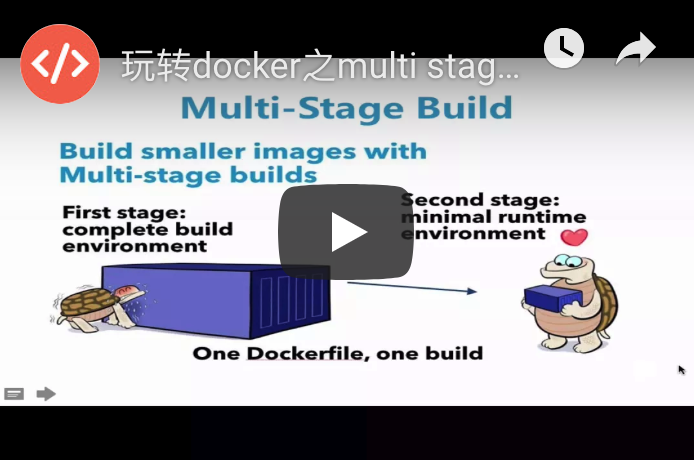 玩转docker之multi stag...
Multi-Stage Build
Build smaller images with
Multi-stage builds
First stage:
complete build
environment
Second stage:
minimal runtime
environment
One Dockerfile, one build